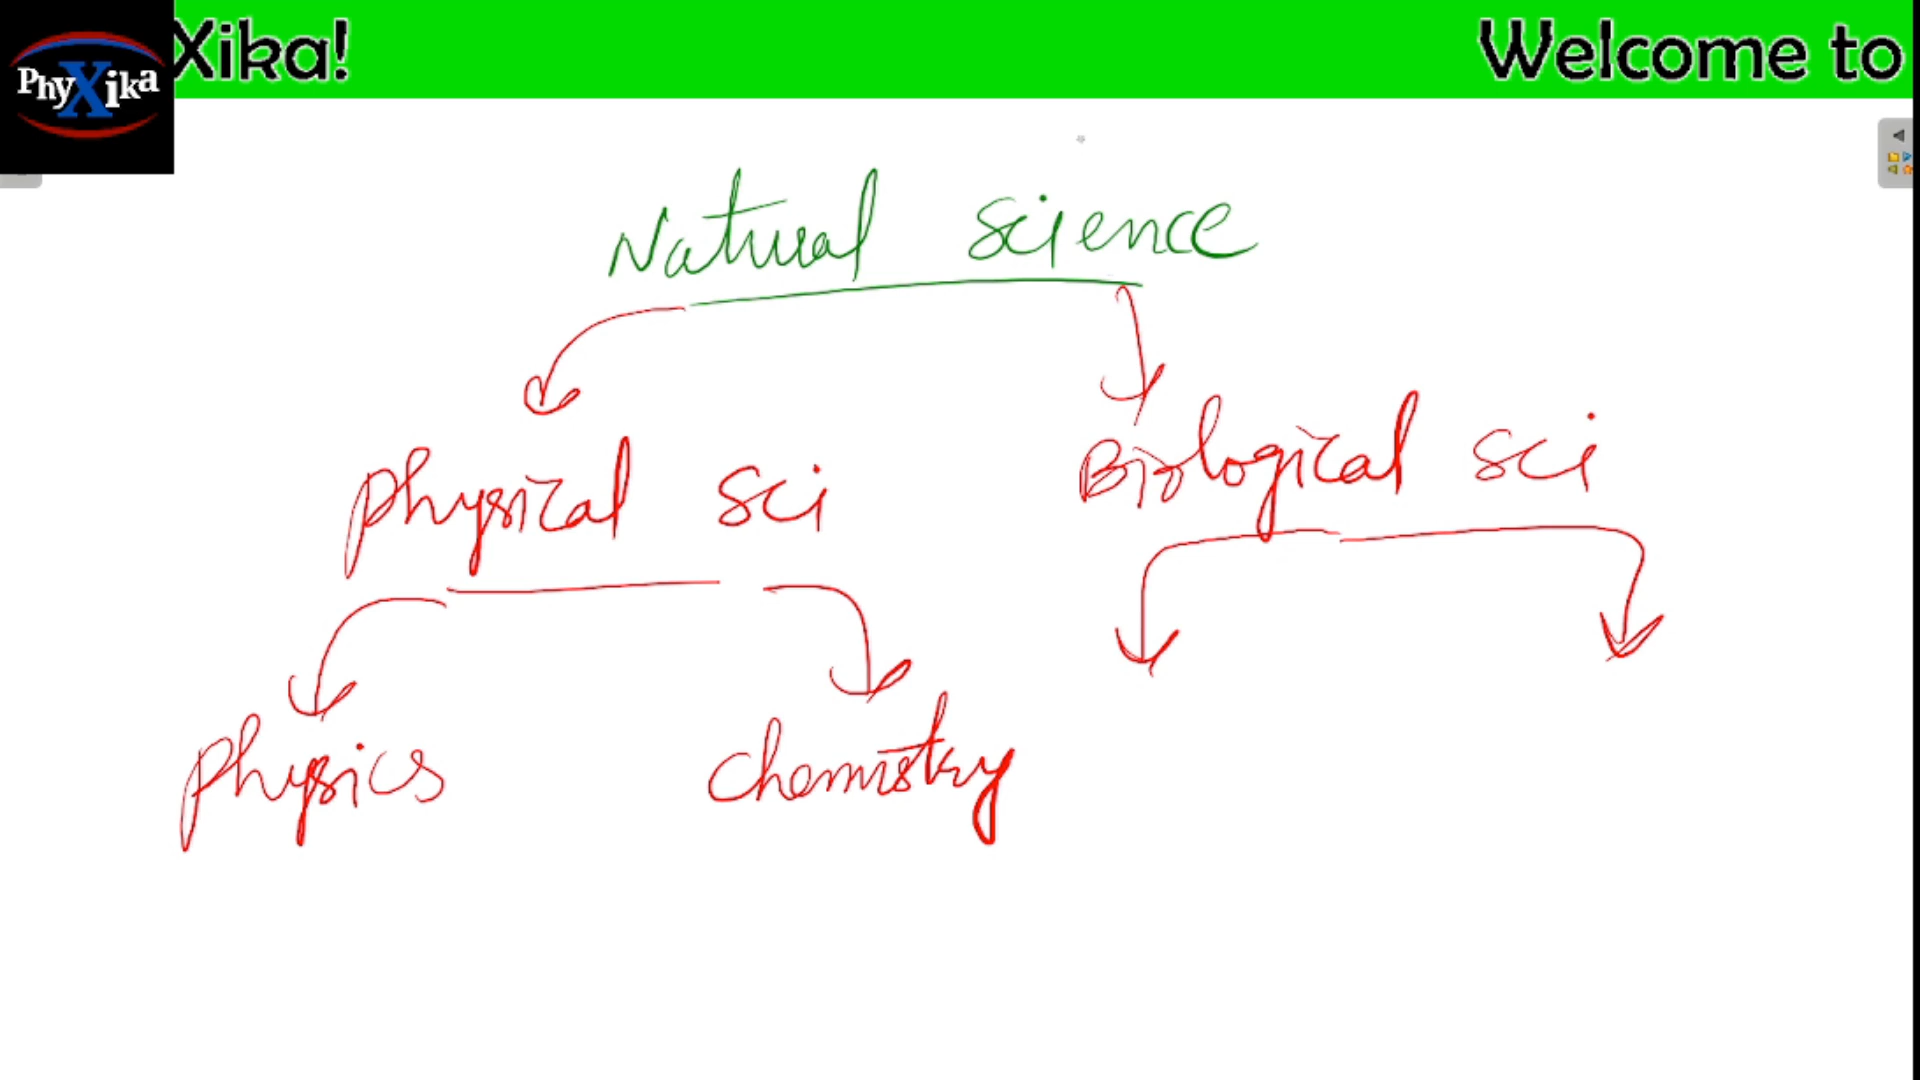 Xika! Welcome to
PhyXika
Natural science
Physical sci Biological sci
Physics chemistry